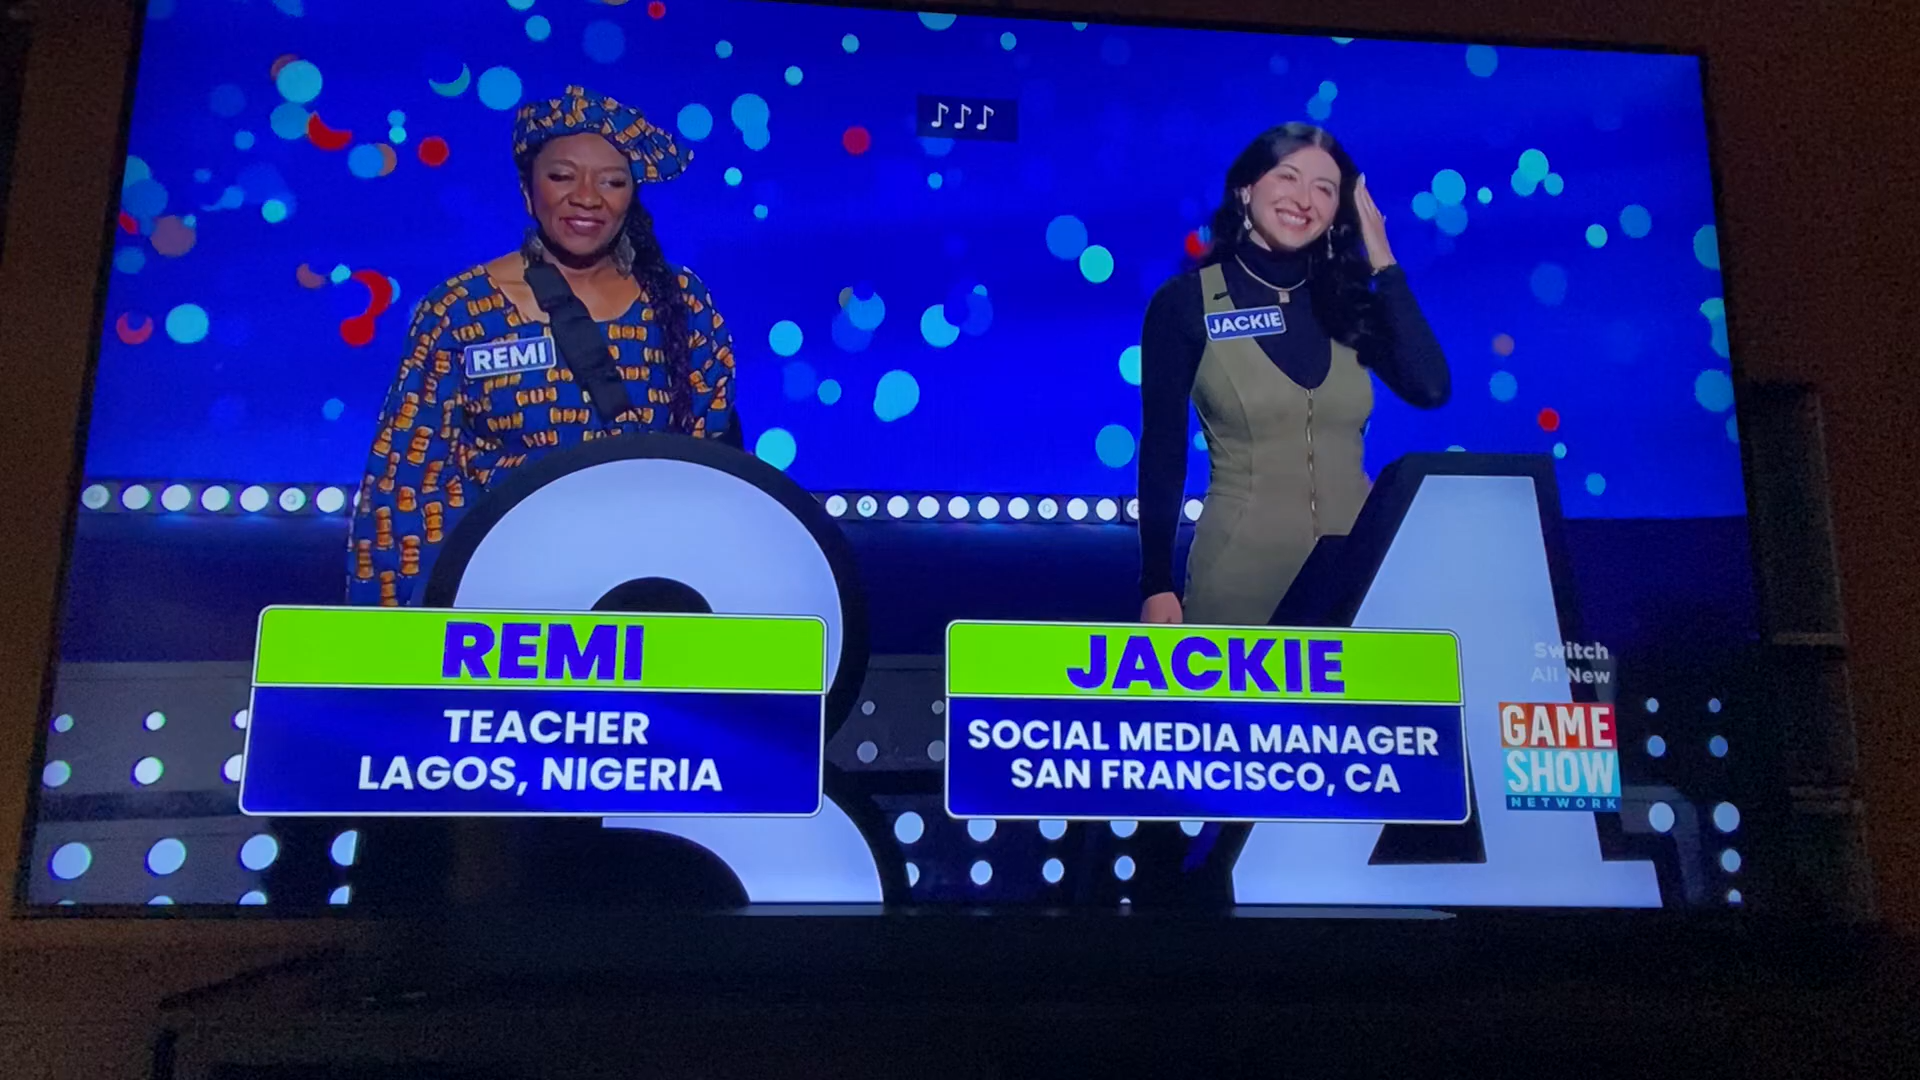 ♪♪♪
REMI
JACKIE
REMI
TEACHER
LAGOS, NIGERIA
JACKIE
SOCIAL MEDIA MANAGER
SAN FRANCISCO, CA
4
Switch
All New
GAME
SHOW
NETWORK